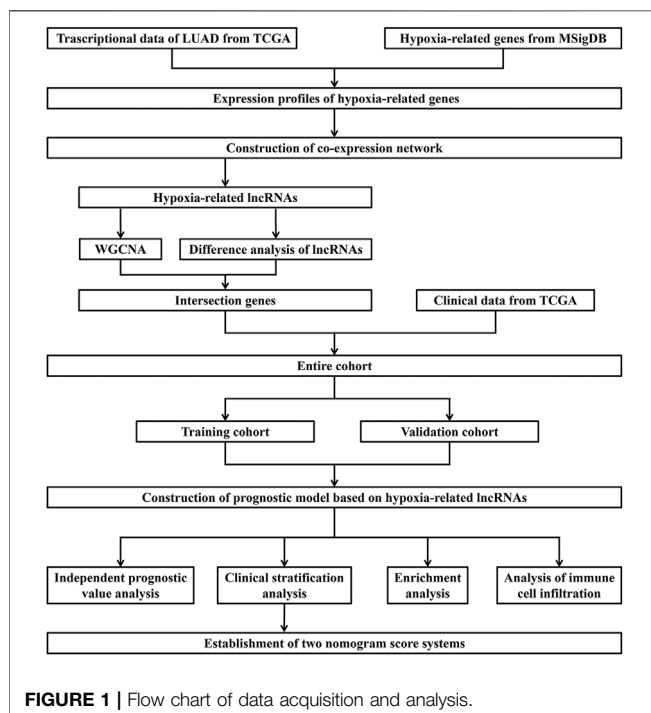 Trascriptional data of LUAD from TCGA
Hypoxia-related genes from MSigDB
Expression profiles of hypoxia-related genes
Construction of co-expression network
Hypoxia-related lncRNAs
WGCNA
Difference analysis of lncRNAs
Intersection genes
Clinical data from TCGA
Entire cohort
Training cohort
Validation cohort
Construction of prognostic model based on hypoxia-related lncRNAs
Independent prognostic
value analysis
Clinical stratification
analysis
Enrichment
analysis
Analysis of immune
cell infiltration
Establishment of two nomogram score systems
FIGURE 1 | Flow chart of data acquisition and analysis.